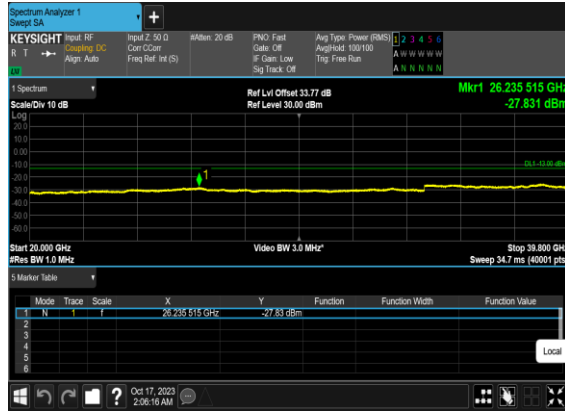 Spectrum Analyzer 1
Swept SA
KEYSIGHT
R T
LW
Input: RF
Coupling: DC
Align: Auto
Input Z: 50 Ω
Corr CCorr
Freq Ref: Int (S)
#Atten: 20 dB
PNO: Fast
Gate: Off
IF Gain: Low
Sig Track: Off
Avg Type: Power (RMS)
Avg|Hold: 100/100
Trig: Free Run
1 2 3 4 5 6
A W W W W W
A N N N N N
1 Spectrum
Scale/Div 10 dB
Log
Ref Lvl Offset 33.77 dB
Ref Level 30.00 dBm
Mkr1 26.235 515 GHz
-27.831 dBm
20.0
10.0
0.00
-10.0
-20.0
-30.0
-40.0
-50.0
-60.0
DL1 -13.00 dBm
1
Start 20.000 GHz
#Res BW 1.0 MHz
Video BW 3.0 MHz*
Stop 39.800 GHz
Sweep 34.7 ms (40001 pts)
5 Marker Table
Mode Trace Scale X Y Function Function Width Function Value
1 N 1 f 26.235 515 GHz -27.83 dBm
2
3
4
5
6
Local
Oct 17, 2023
2:06:16 AM